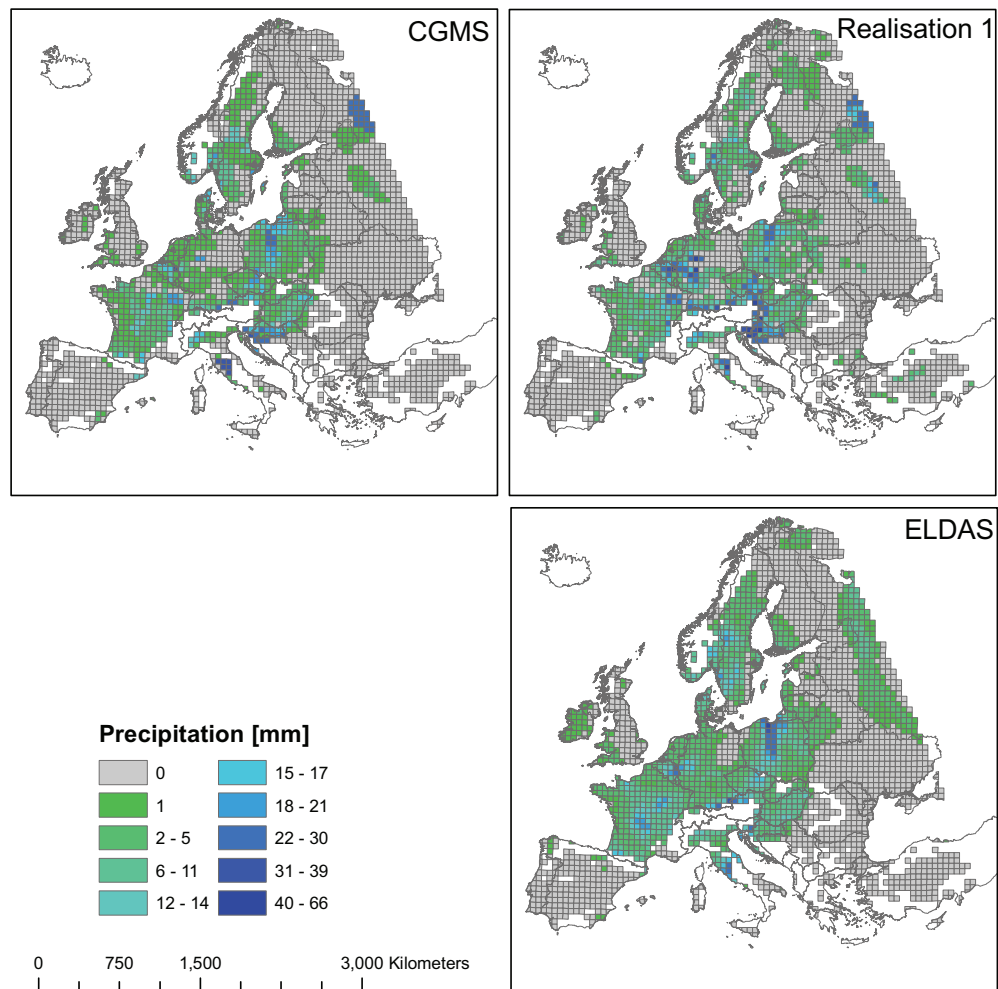 CGMS
Realisation 1
ELDAS
Precipitation [mm]
0
1
2 - 5
6 - 11
12 - 14
15 - 17
18 - 21
22 - 30
31 - 39
40 - 66
0 750 1,500 3,000 Kilometers